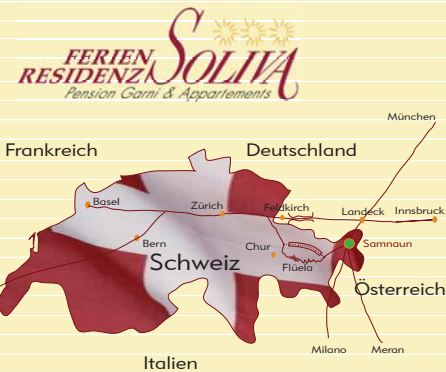 FERIEN
RESIDENZ SOLIVA
Pension Garni & Appartements
München
Frankreich
Deutschland
Basel
Zürich
Feldkirch
Landeck
Innsbruck
Bern
Chur
Samnaun
Schweiz
Flüela
Österreich
Milano
Meran
Italien